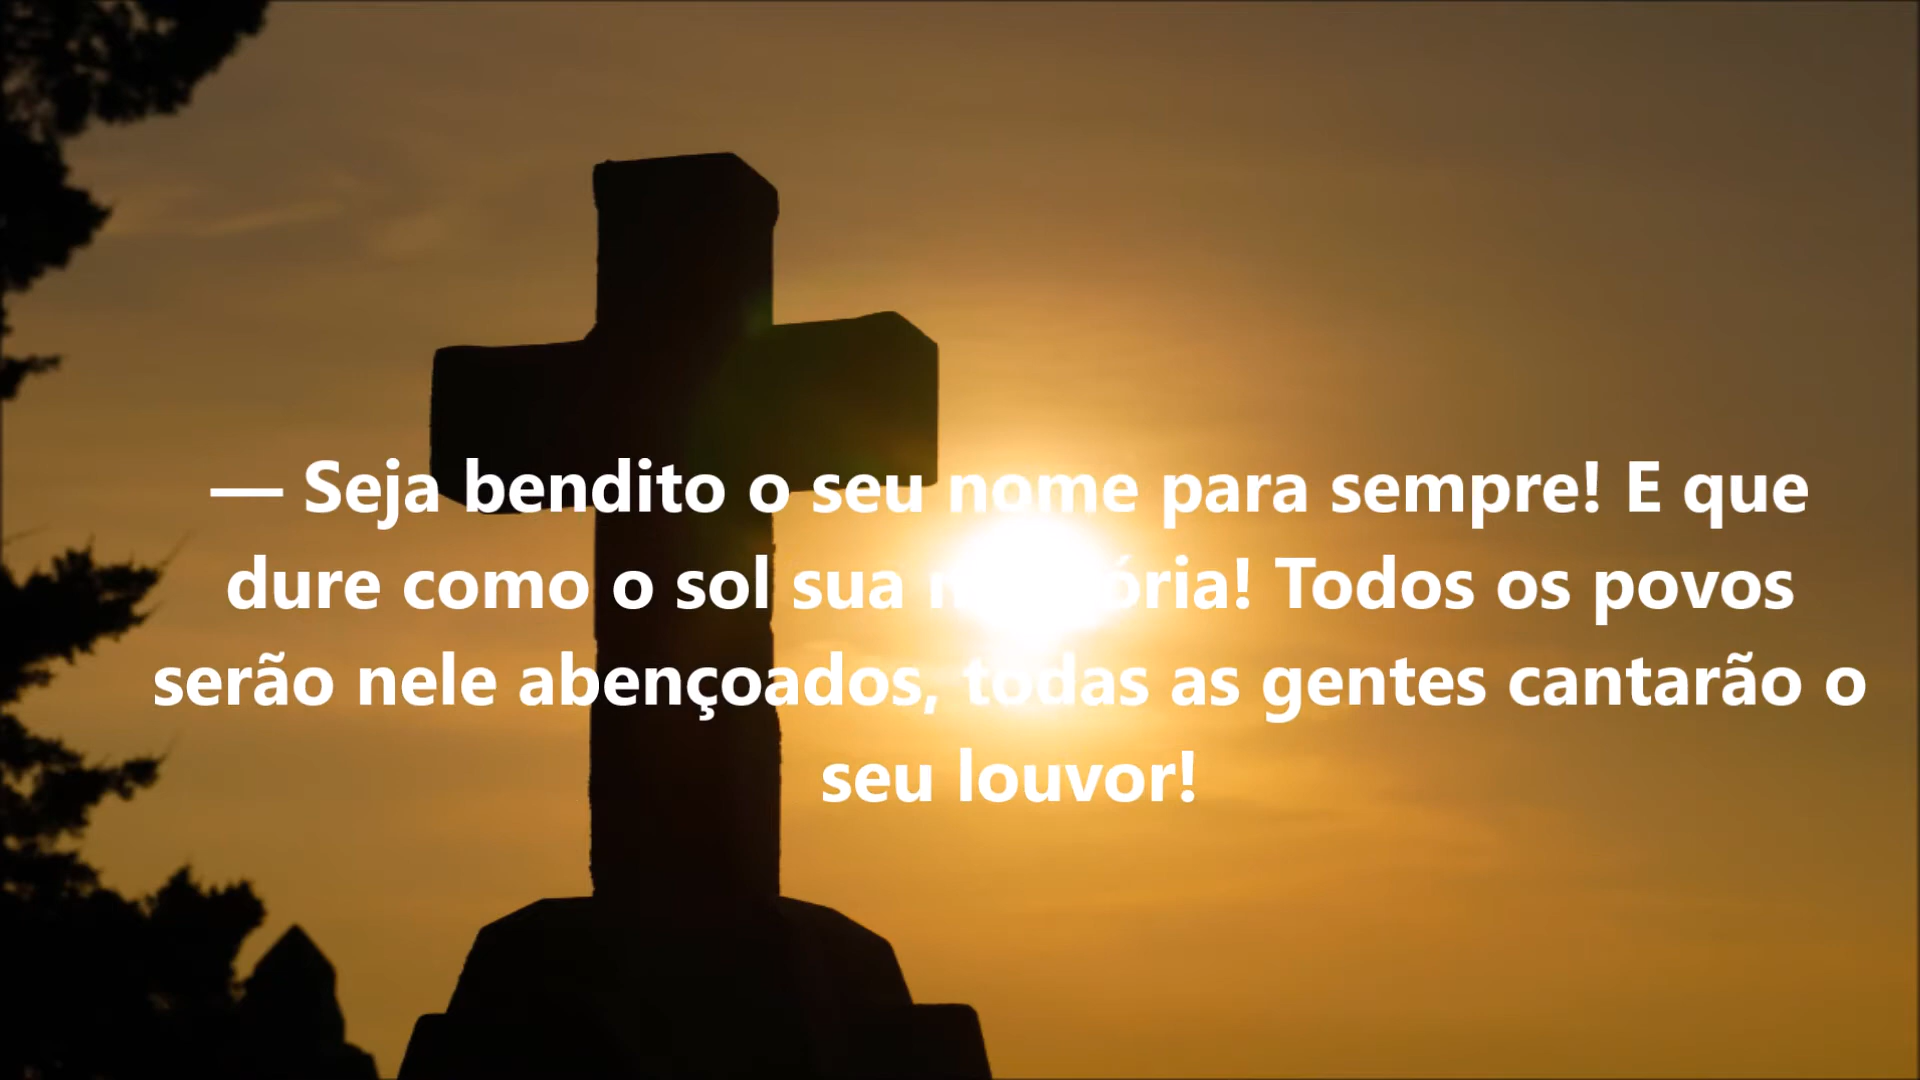 — Seja bendito o seu nome para sempre! E que
dure como o sol sua memória! Todos os povos
serão nele abençoados, todas as gentes cantarão o
seu louvor!